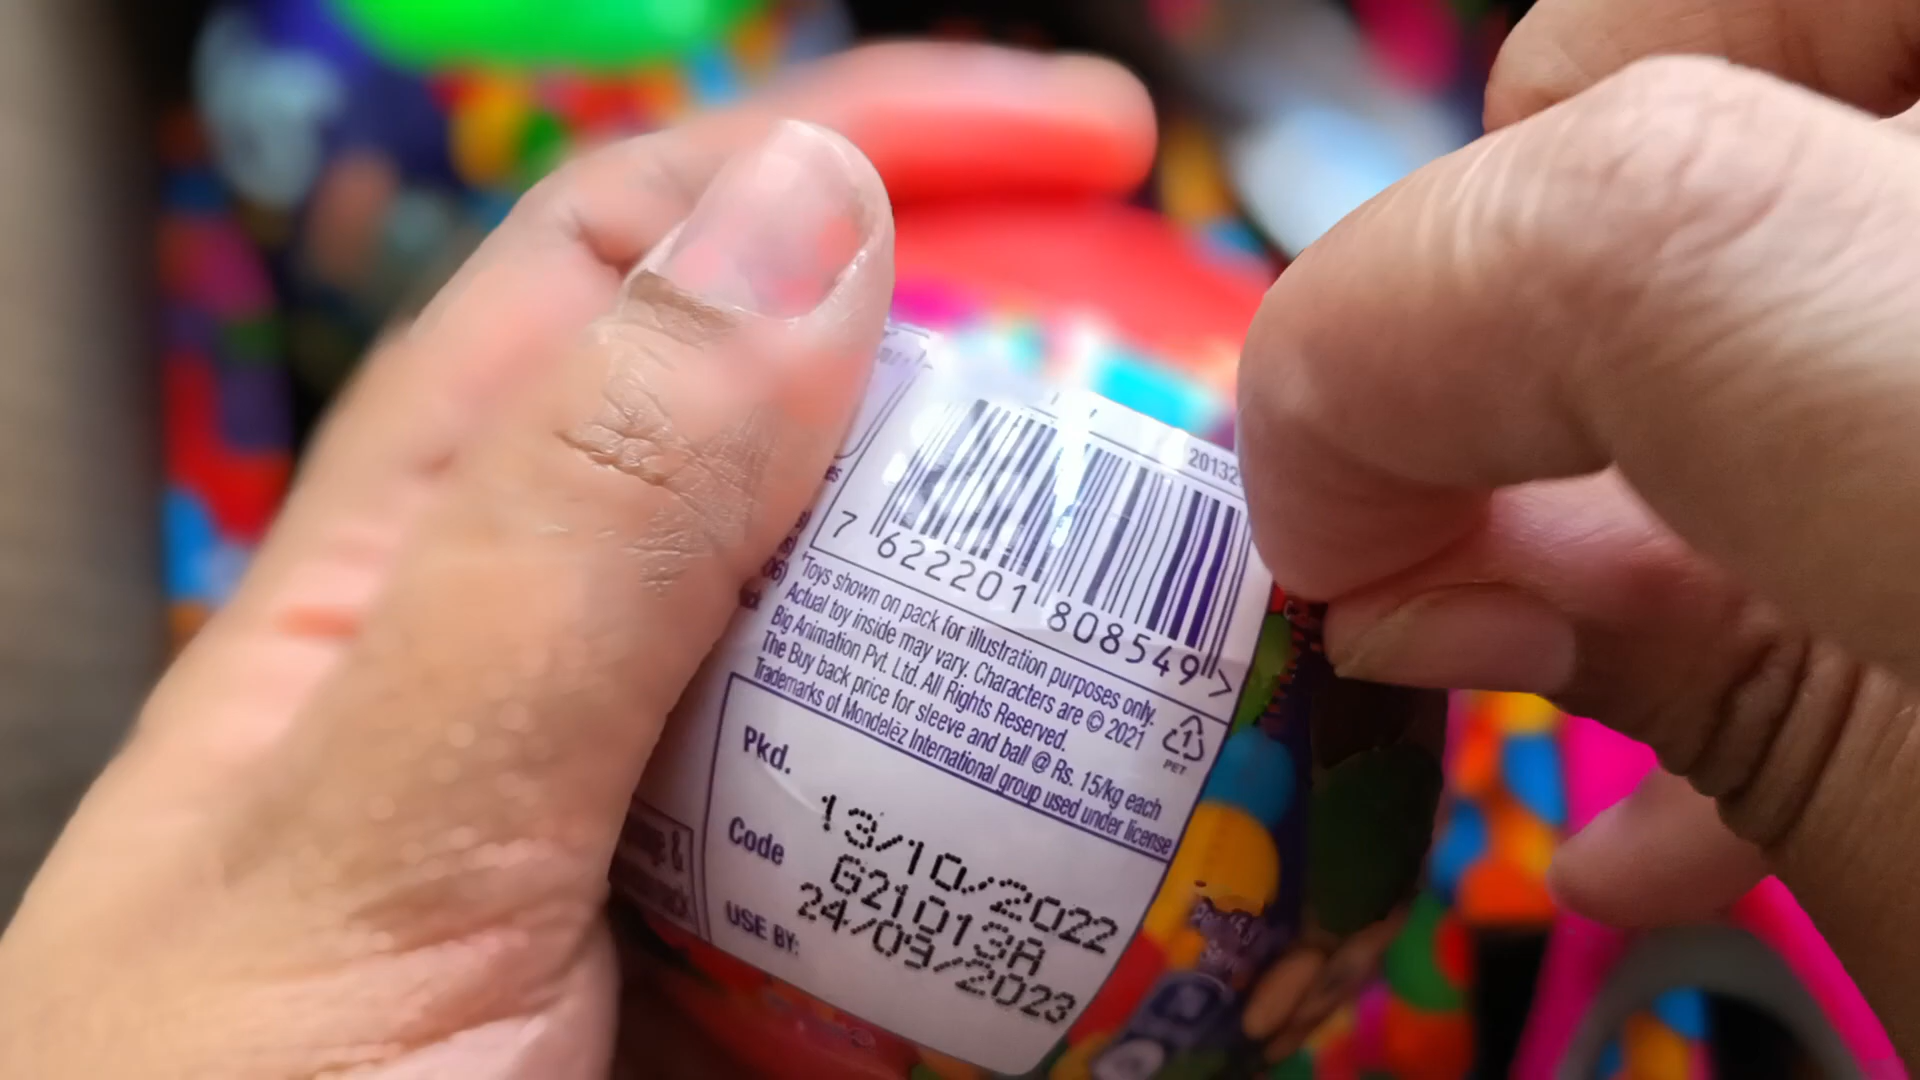 20132
7 622201 808549 >
*Toys shown on pack for illustration purposes only.
Actual toy inside may vary. Characters are © 2021
Big Animation Pvt. Ltd. All Rights Reserved.
The Buy back price for sleeve and ball @ Rs. 15/kg each
Trademarks of Mondelēz International group used under license
1
PET
Pkd.
13/10/2022
Code
G21013A
USE BY:
24/09/2023